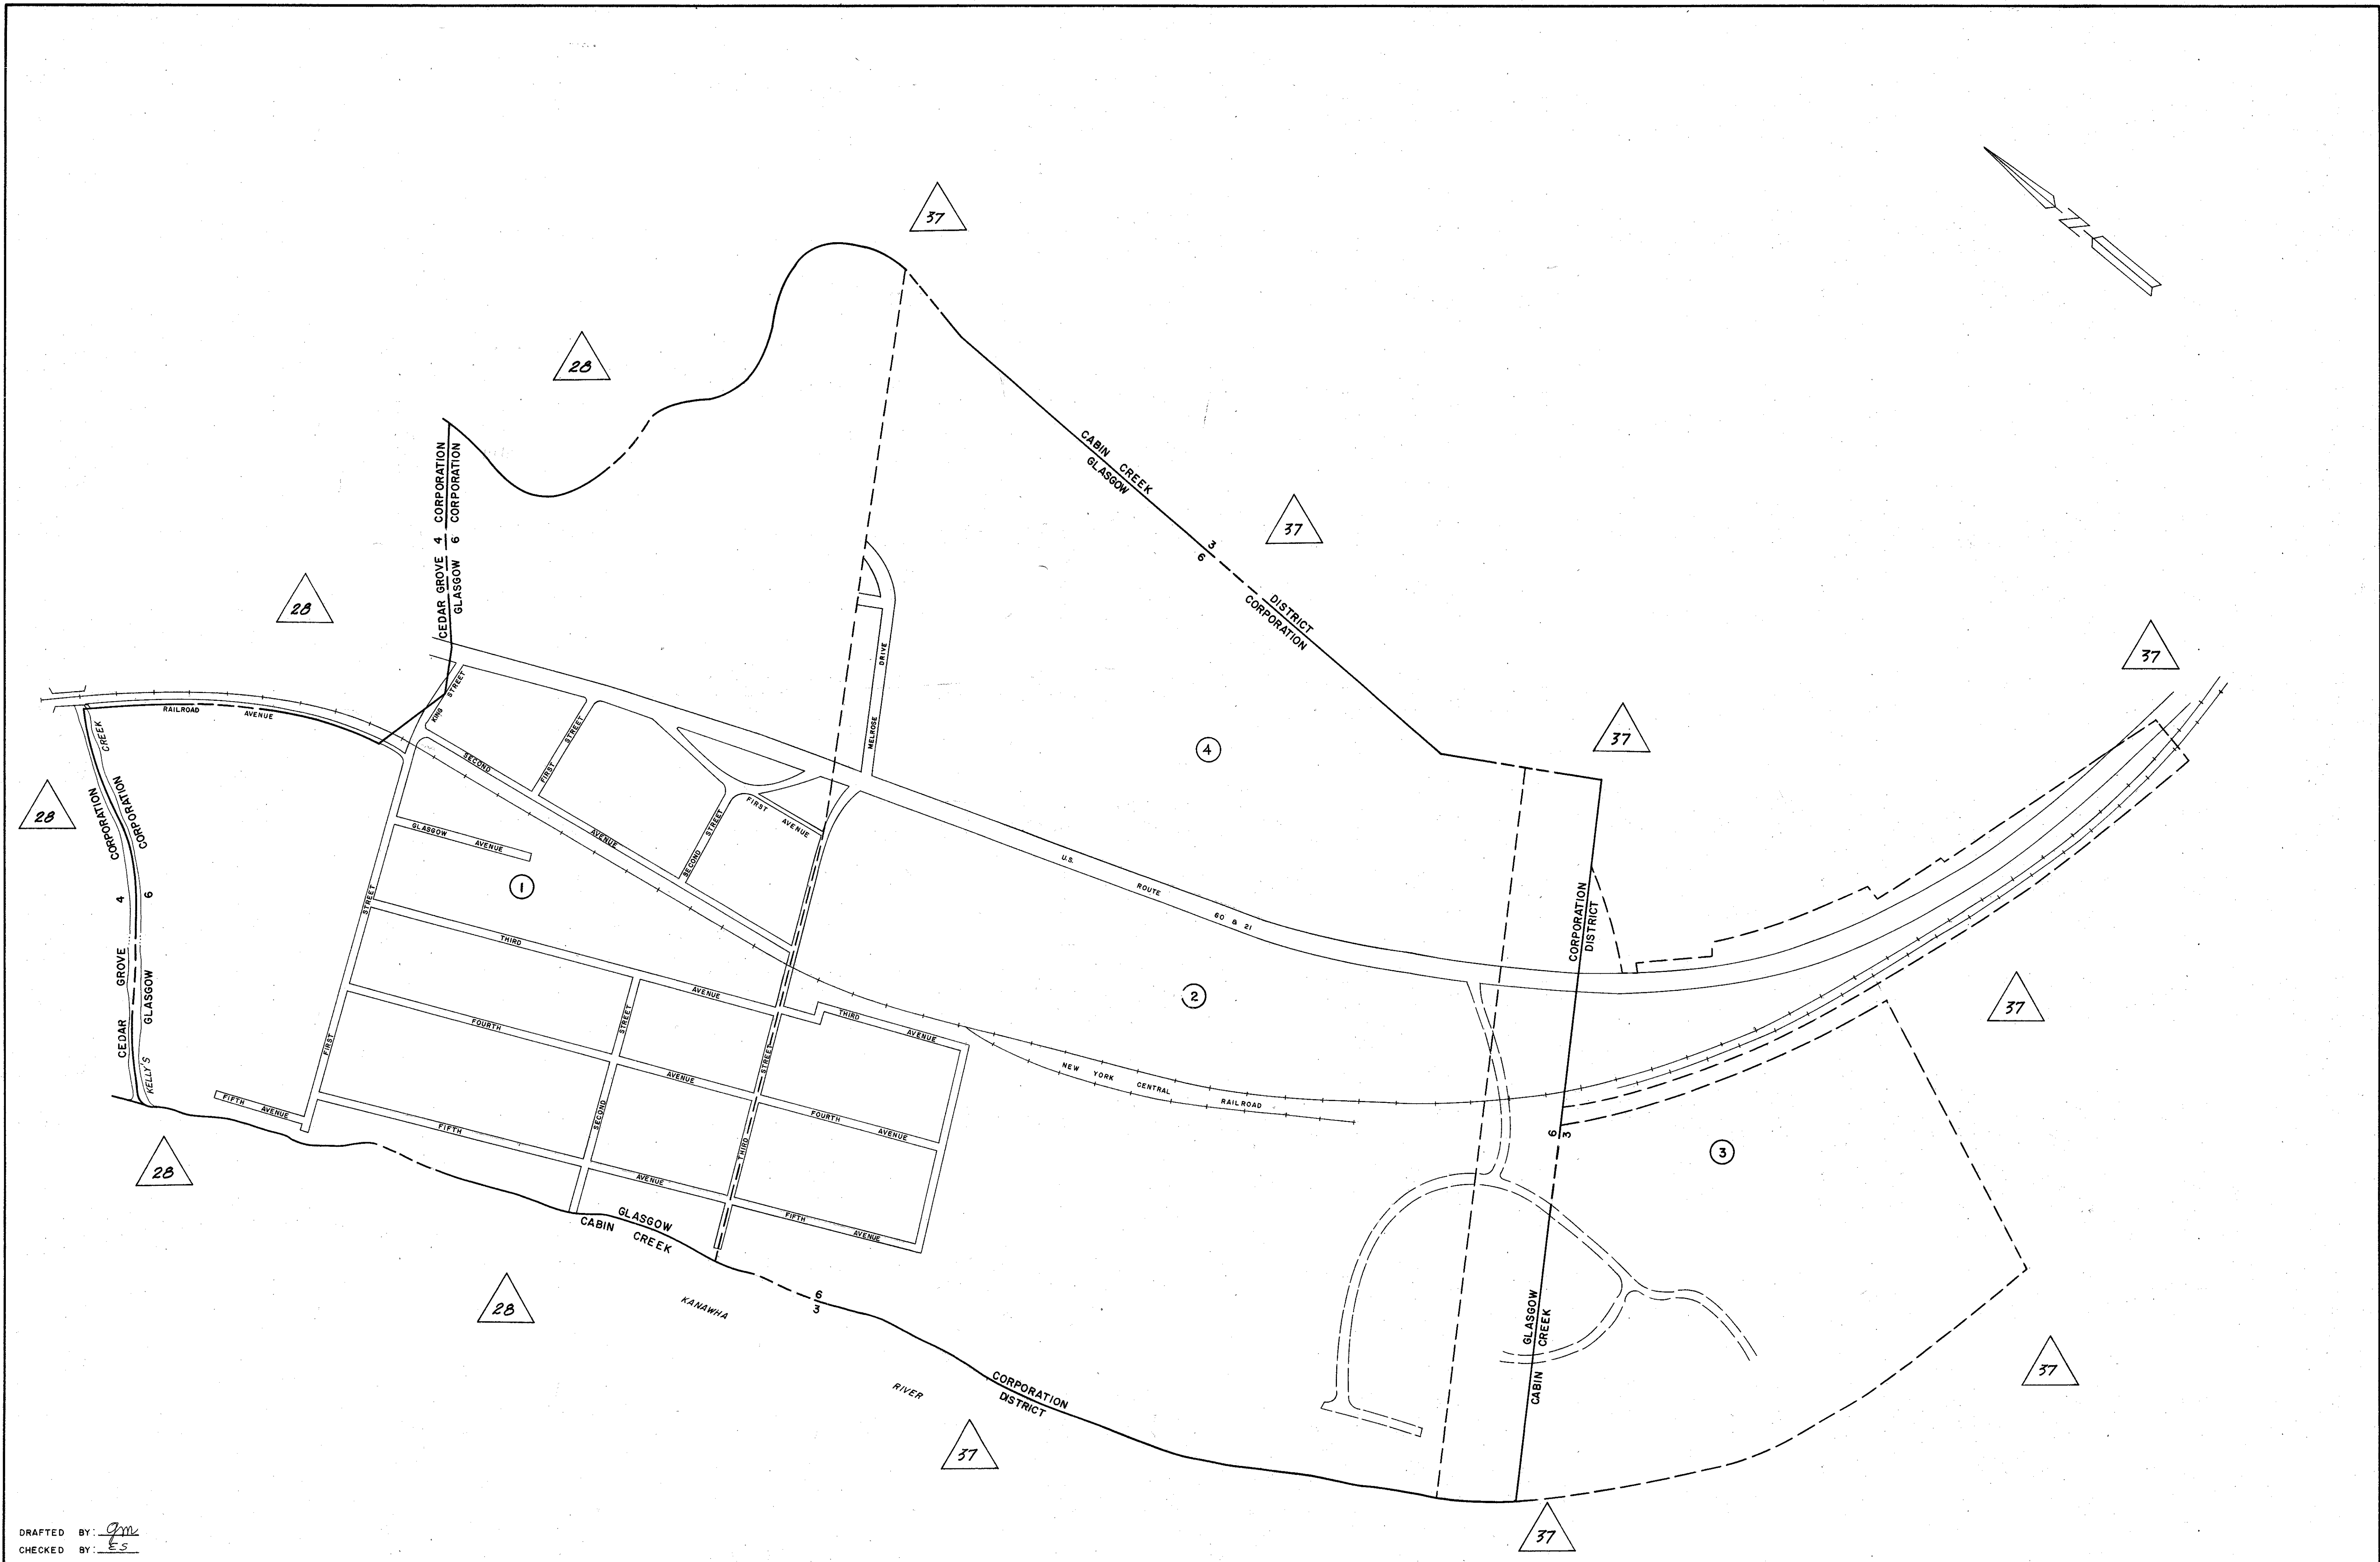 37
28
CEDAR GROVE 4 CORPORATION
GLASGOW 6 CORPORATION
CABIN CREEK
GLASGOW
3
6
DISTRICT
CORPORATION
37
28
37
37
N
RAILROAD AVENUE
KING STREET
SECOND AVENUE
FIRST STREET
MELROSE DRIVE
4
CREEK
KELLY'S
28
CORPORATION
CORPORATION
4
6
CEDAR GROVE
GLASGOW
GLASGOW AVENUE
1
SECOND STREET
FIRST AVENUE
U.S. ROUTE 60 & 21
CORPORATION
DISTRICT
FIRST STREET
THIRD AVENUE
2
37
FOURTH AVENUE
SECOND STREET
THIRD STREET
THIRD AVENUE
NEW YORK CENTRAL RAILROAD
FIFTH AVENUE
FIFTH AVENUE
FOURTH AVENUE
FIFTH AVENUE
6
3
3
28
GLASGOW
CABIN CREEK
28
KANAWHA RIVER
6
3
CORPORATION
DISTRICT
GLASGOW
CABIN CREEK
37
37
37
DRAFTED BY: gm
CHECKED BY: ES